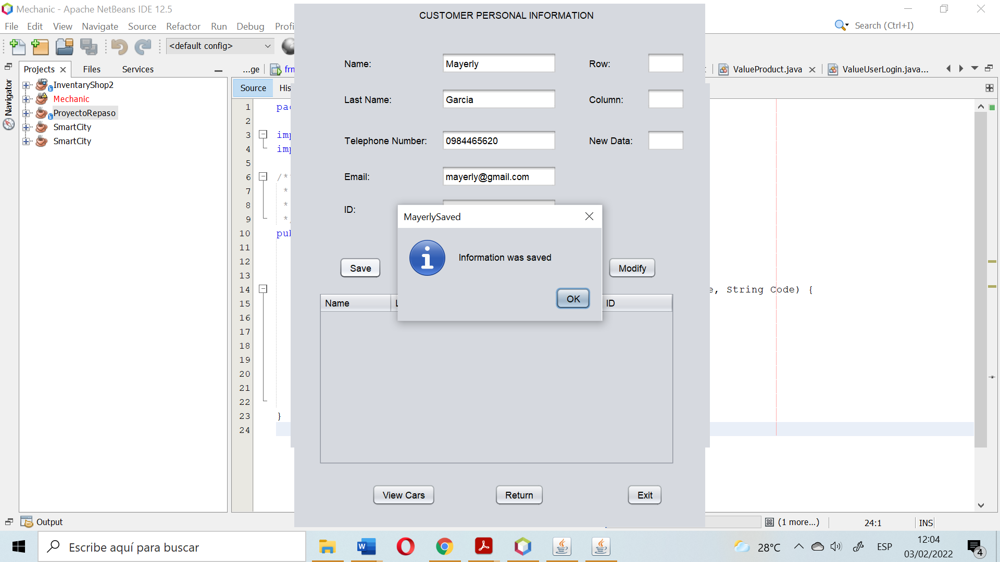 Mechanic - Apache NetBeans IDE 12.5
File Edit View Navigate Source Refactor Run Debug Profi
Search (Ctrl+I)
<default config>
Projects Files Services
...ge frm
ValueProduct.java ValueUserLogin.java...
Navigator
InventaryShop2
Mechanic
ProyectoRepaso
SmartCity
SmartCity
Source His
1 pac
2
3 imp
4 imp
5
6 /**
7 *
8 *
9 *
10 pub
11
12
13
14 e, String Code) {
15
16
17
18
19
20
21
22
23 }
24
CUSTOMER PERSONAL INFORMATION
Name: Mayerly Row:
Last Name: Garcia Column:
Telephone Number: 0984465620 New Data:
Email: mayerly@gmail.com
ID:
MayerlySaved
Information was saved
OK
Save Modify
Name L ID
View Cars Return Exit
Output
(1 more...) 24:1 INS
Escribe aquí para buscar
28°C ESP 12:04
03/02/2022
4